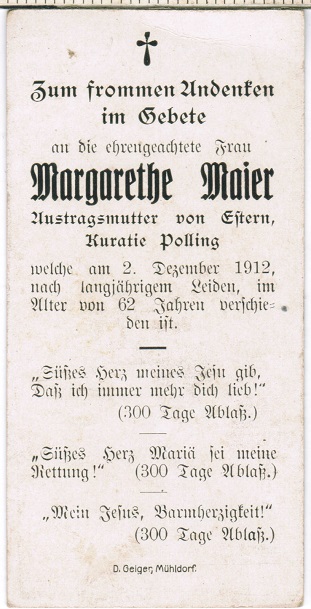 Zum frommen Andenken
im Gebete
an die ehrengeachtete Frau
Margarethe Maier
Austragsmutter von Estern,
Kuratie Polling
welche am 2. Dezember 1912,
nach langjährigem Leiden, im
Alter von 62 Jahren verschie-
den ist.
„Süßes Herz meines Jesu gib,
Daß ich immer mehr dich lieb!“
(300 Tage Ablaß.)
„Süßes Herz Mariä sei meine
Rettung!“ (300 Tage Ablaß.)
„Mein Jesus, Barmherzigkeit!“
(300 Tage Ablaß.)
D. Geiger, Mühldorf.